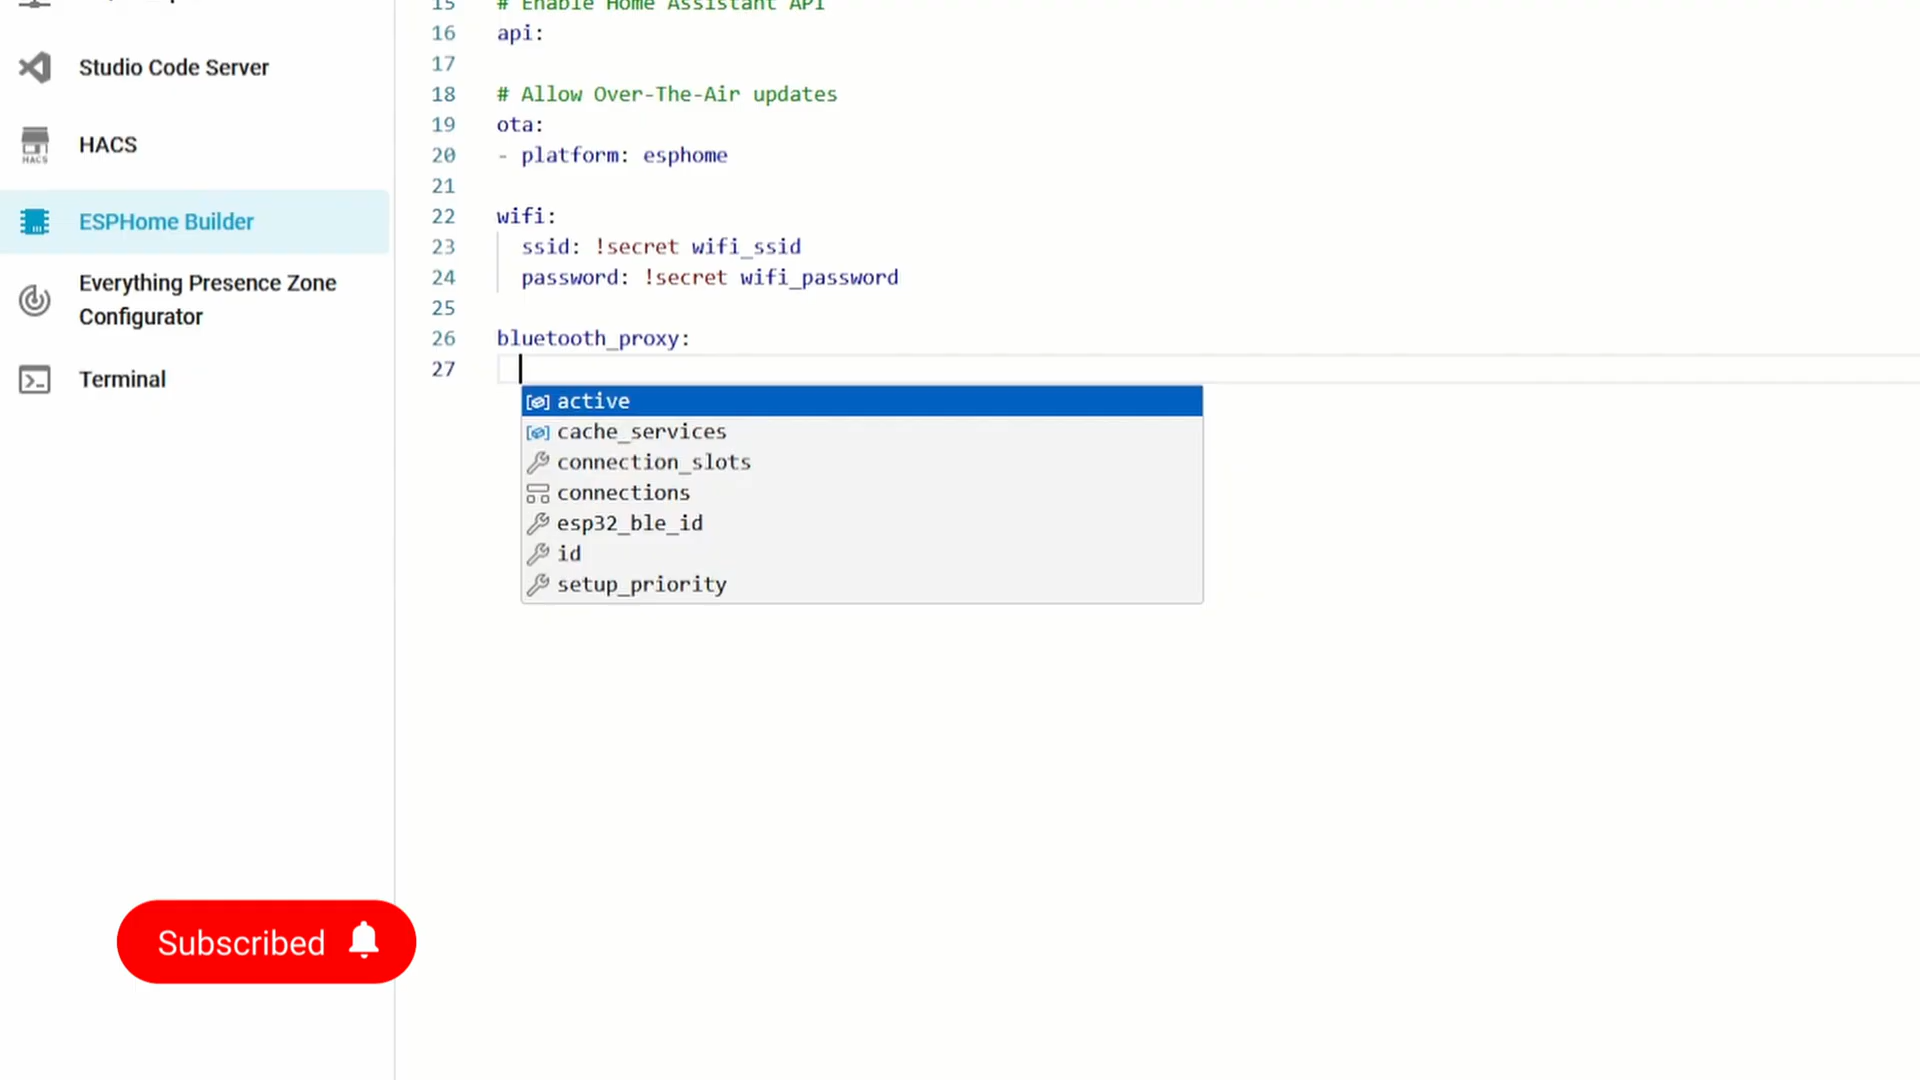 Studio Code Server
HACS
HACS
ESPHome Builder
Everything Presence Zone
Configurator
Terminal
15 # Enable Home Assistant API
16 api:
17
18 # Allow Over-The-Air updates
19 ota:
20 - platform: esphome
21
22 wifi:
23 ssid: !secret wifi_ssid
24 password: !secret wifi_password
25
26 bluetooth_proxy:
27
active
cache_services
connection_slots
connections
esp32_ble_id
id
setup_priority
Subscribed